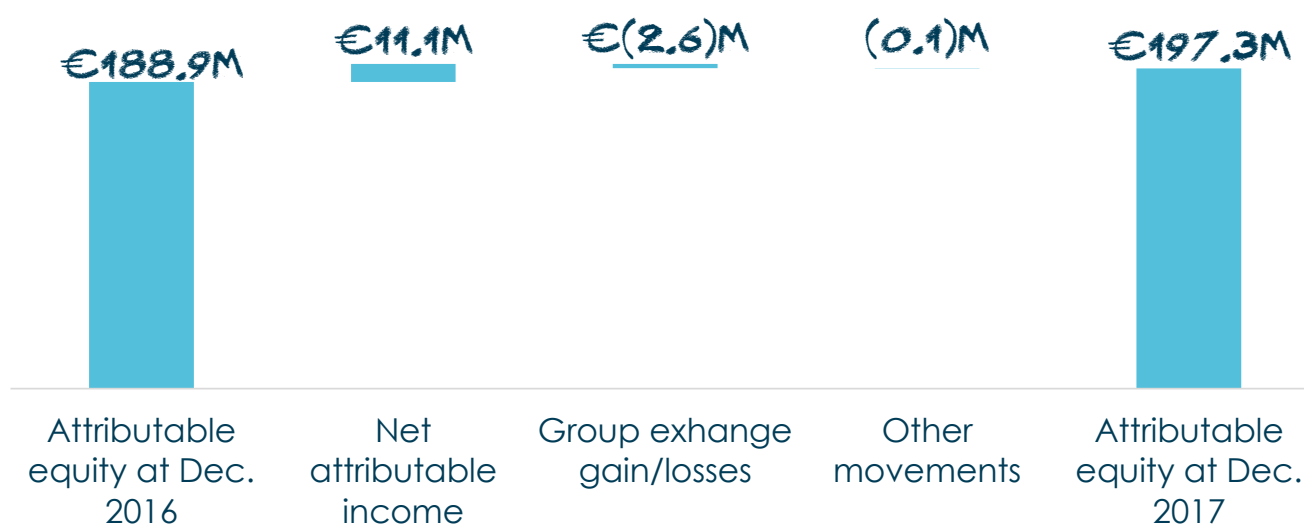 €188.9M
€11.1M
€(2.6)M
(0.1)M
€197.3M
Attributable
equity at Dec.
2016
Net
attributable
income
Group exhange
gain/losses
Other
movements
Attributable
equity at Dec.
2017